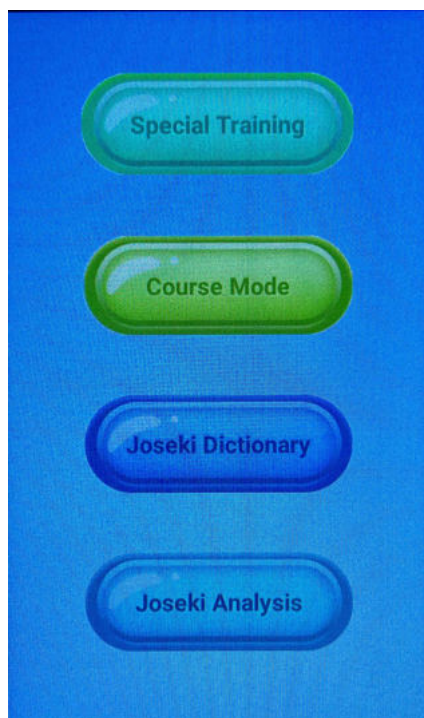 Special Training
Course Mode
Joseki Dictionary
Joseki Analysis